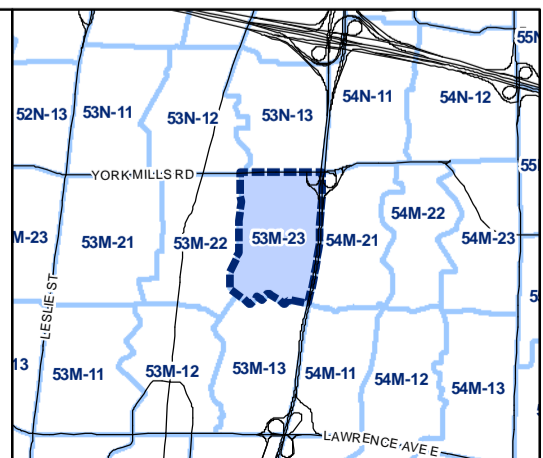 55N
54N-11
54N-12
52N-13
53N-11
53N-12
53N-13
55
YORK MILLS RD
54M-22
M-23
53M-21
53M-22
53M-23
54M-21
54M-23
5
LESLIE ST
13
53M-11
53M-12
53M-13
54M-11
54M-12
54M-13
LAWRENCE AVE E